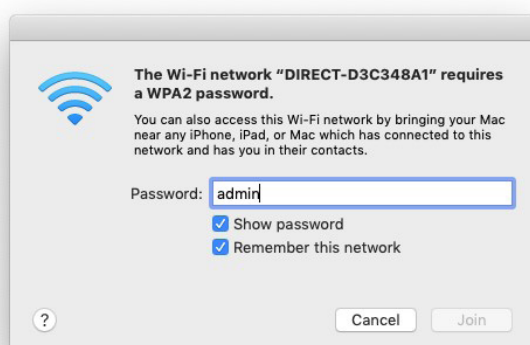 The Wi-Fi network “DIRECT-D3C348A1” requires
a WPA2 password.
You can also access this Wi-Fi network by bringing your Mac
near any iPhone, iPad, or Mac which has connected to this
network and has you in their contacts.
Password: admin
Show password
Remember this network
? Cancel Join